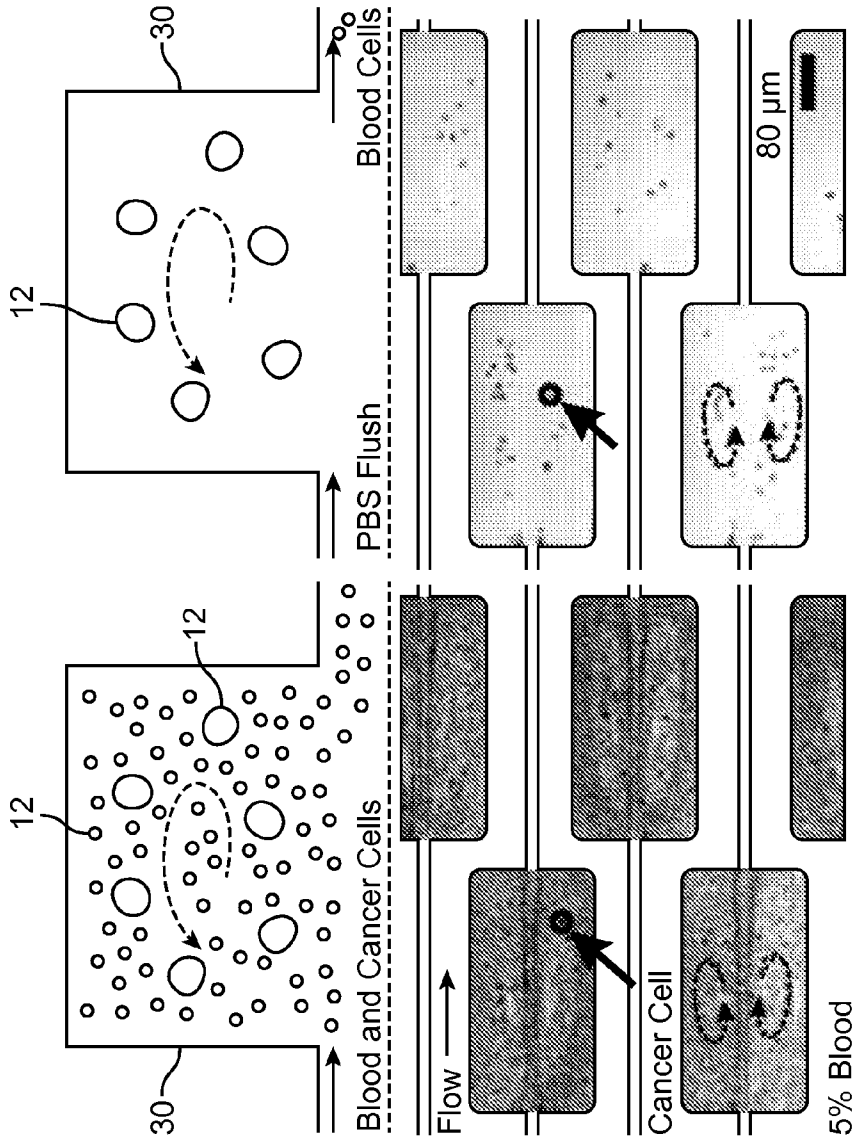 30
12
12
Blood and Cancer Cells
12
30
PBS Flush
Blood Cells
Flow
Cancer Cell
5% Blood
80 µm